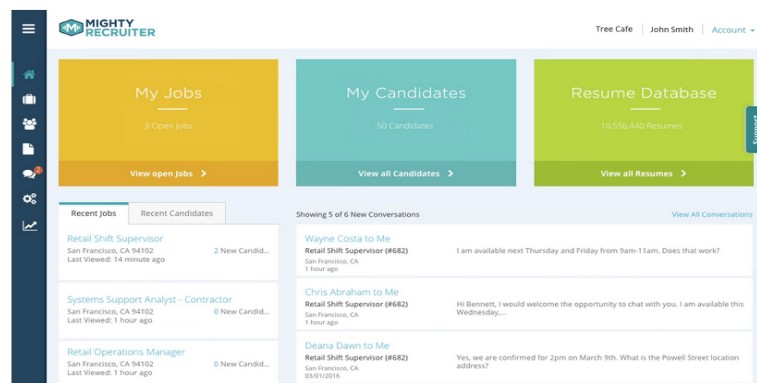 MIGHTY
RECRUITER
Tree Cafe
John Smith
Account
My Jobs
3 Open Jobs
View open Jobs
My Candidates
50 Candidates
View all Candidates
Resume Database
10,556,440 Resumes
View all Resumes
Support
2
Recent Jobs
Recent Candidates
Retail Shift Supervisor
San Francisco, CA 94102
2 New Candid...
Last Viewed: 14 minute ago
Systems Support Analyst - Contractor
San Francisco, CA 94102
0 New Candid...
Last Viewed: 1 hour ago
Retail Operations Manager
San Francisco, CA 94102
0 New Candid...
Last Viewed: 1 hour ago
Showing 5 of 6 New Conversations
View All Conversations
Wayne Costa to Me
Retail Shift Supervisor (#682)
San Francisco, CA
1 hour ago
I am available next Thursday and Friday from 9am-11am. Does that work?
Chris Abraham to Me
Retail Shift Supervisor (#682)
San Francisco, CA
1 hour ago
Hi Bennett, I would welcome the opportunity to chat with you. I am available this
Wednesday,...
Deana Dawn to Me
Retail Shift Supervisor (#682)
San Francisco, CA
03/01/2016
Yes, we are confirmed for 2pm on March 9th. What is the Powell Street location
address?